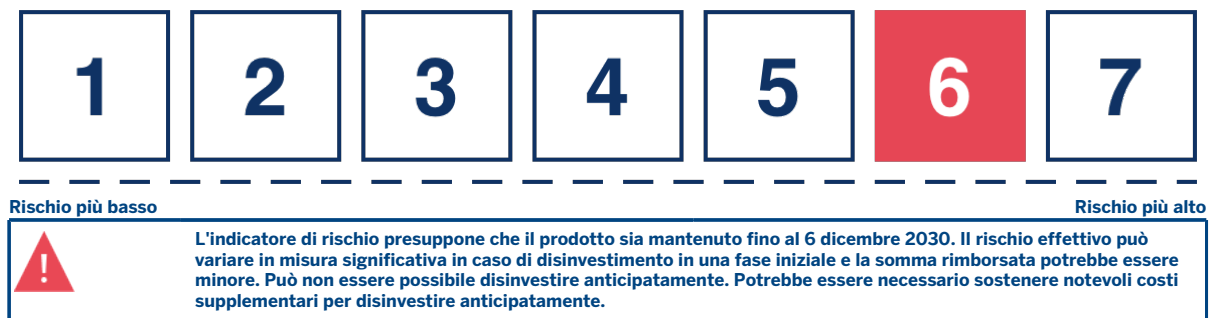 1 2 3 4 5 6 7
Rischio più basso Rischio più alto
!
L'indicatore di rischio presuppone che il prodotto sia mantenuto fino al 6 dicembre 2030. Il rischio effettivo può
variare in misura significativa in caso di disinvestimento in una fase iniziale e la somma rimborsata potrebbe essere
minore. Può non essere possibile disinvestire anticipatamente. Potrebbe essere necessario sostenere notevoli costi
supplementari per disinvestire anticipatamente.